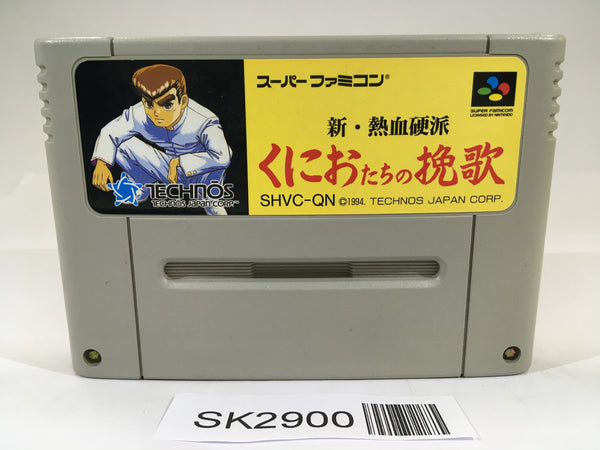 スーパーファミコン®
SUPER FAMICOM
LICENSED BY NINTENDO
新・熱血硬派
くにおたちの挽歌
TECHNOS
TECHNOS JAPAN CORP.™
SHVC-QN ©1994. TECHNOS JAPAN CORP.
SK2900